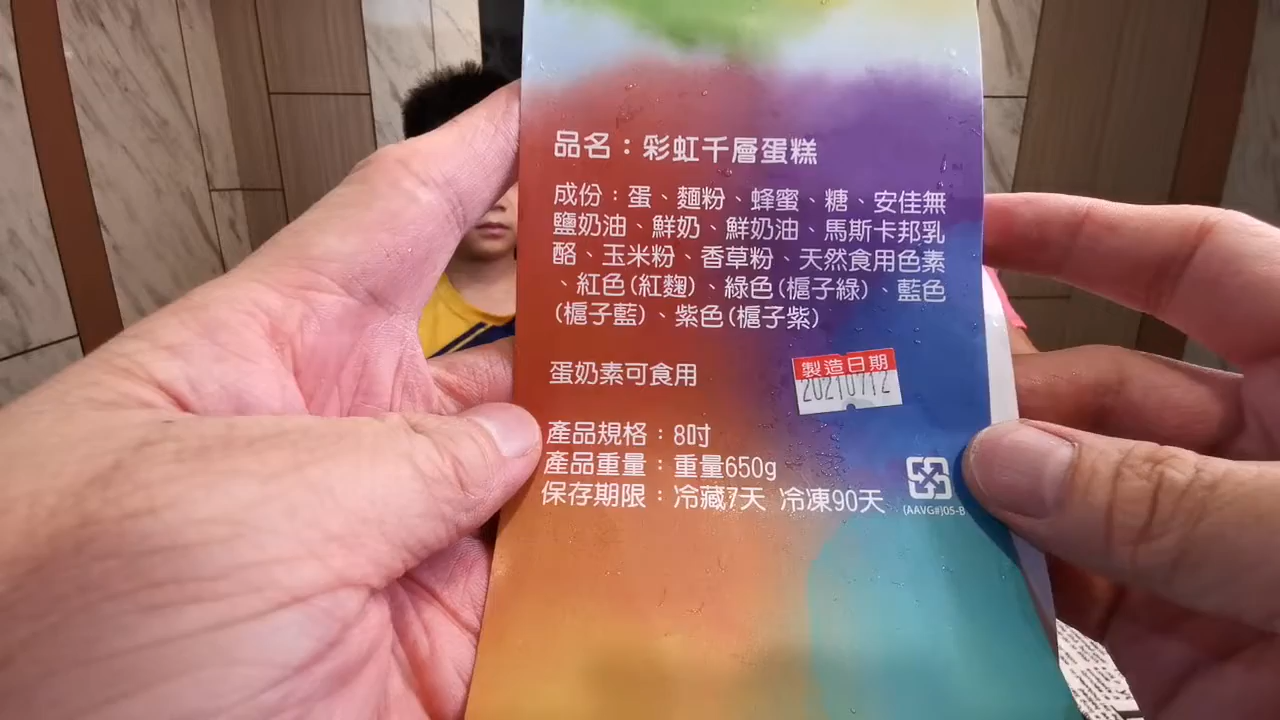 品名：彩虹千層蛋糕
成份：蛋、麵粉、蜂蜜、糖、安佳無
鹽奶油、鮮奶、鮮奶油、馬斯卡邦乳
酪、玉米粉、香草粉、天然食用色素
、紅色(紅麴)、綠色(槴子綠)、藍色
(槴子藍)、紫色(槴子紫)
蛋奶素可食用
製造日期
20210712
產品規格：8吋
產品重量：重量650g
保存期限：冷藏7天 冷凍90天
(AAVG#)05-B